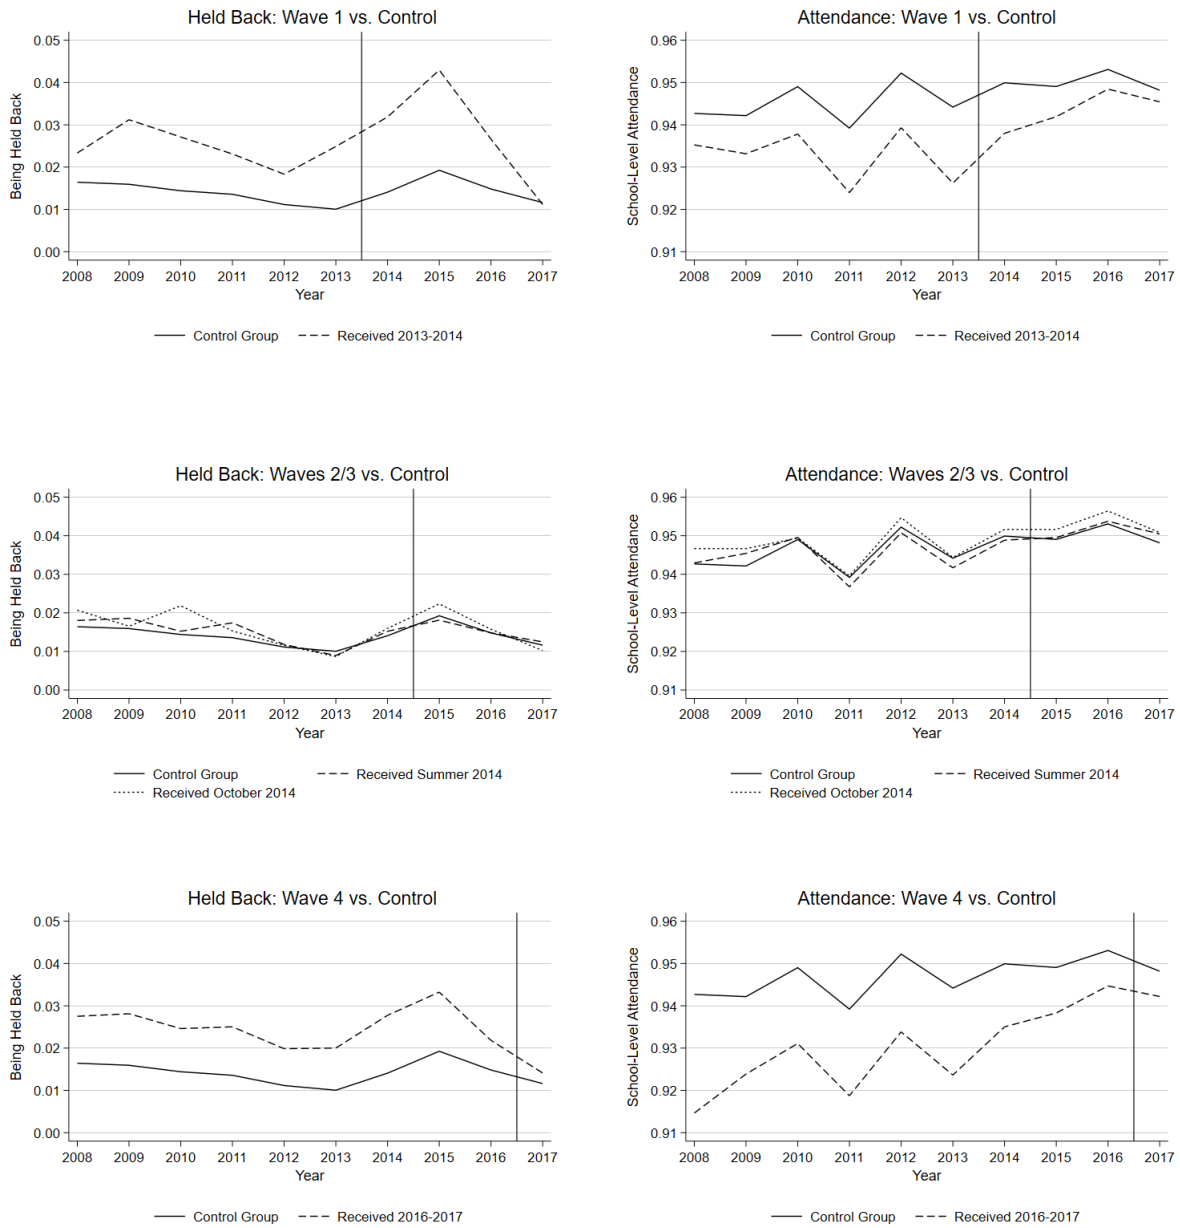 Held Back: Wave 1 vs. Control
Being Held Back
0.05
0.04
0.03
0.02
0.01
0.00
2008 2009 2010 2011 2012 2013 2014 2015 2016 2017
Year
Control Group Received 2013-2014
Attendance: Wave 1 vs. Control
School-Level Attendance
0.96
0.95
0.94
0.93
0.92
0.91
2008 2009 2010 2011 2012 2013 2014 2015 2016 2017
Year
Control Group Received 2013-2014
Held Back: Waves 2/3 vs. Control
Being Held Back
0.05
0.04
0.03
0.02
0.01
0.00
2008 2009 2010 2011 2012 2013 2014 2015 2016 2017
Year
Control Group Received Summer 2014
Received October 2014
Attendance: Waves 2/3 vs. Control
School-Level Attendance
0.96
0.95
0.94
0.93
0.92
0.91
2008 2009 2010 2011 2012 2013 2014 2015 2016 2017
Year
Control Group Received Summer 2014
Received October 2014
Held Back: Wave 4 vs. Control
Being Held Back
0.05
0.04
0.03
0.02
0.01
0.00
2008 2009 2010 2011 2012 2013 2014 2015 2016 2017
Year
Control Group Received 2016-2017
Attendance: Wave 4 vs. Control
School-Level Attendance
0.96
0.95
0.94
0.93
0.92
0.91
2008 2009 2010 2011 2012 2013 2014 2015 2016 2017
Year
Control Group Received 2016-2017